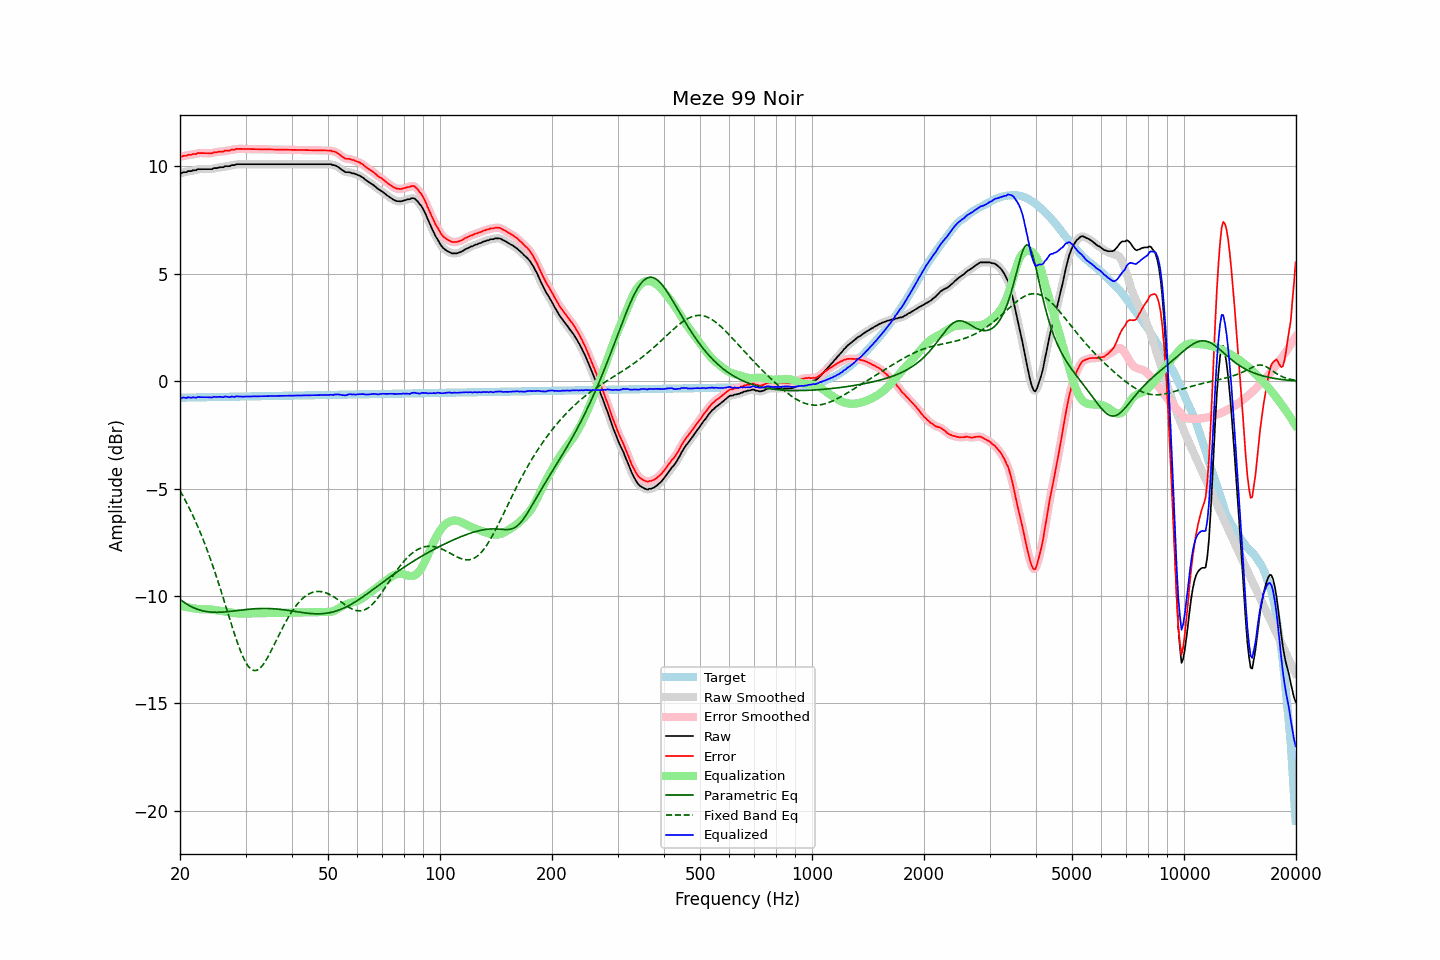 Meze 99 Noir
Amplitude (dBr)
10
5
0
−5
−10
−15
−20
Target
Raw Smoothed
Error Smoothed
Raw
Error
Equalization
Parametric Eq
Fixed Band Eq
Equalized
20 50 100 200 500 1000 2000 5000 10000 20000
Frequency (Hz)